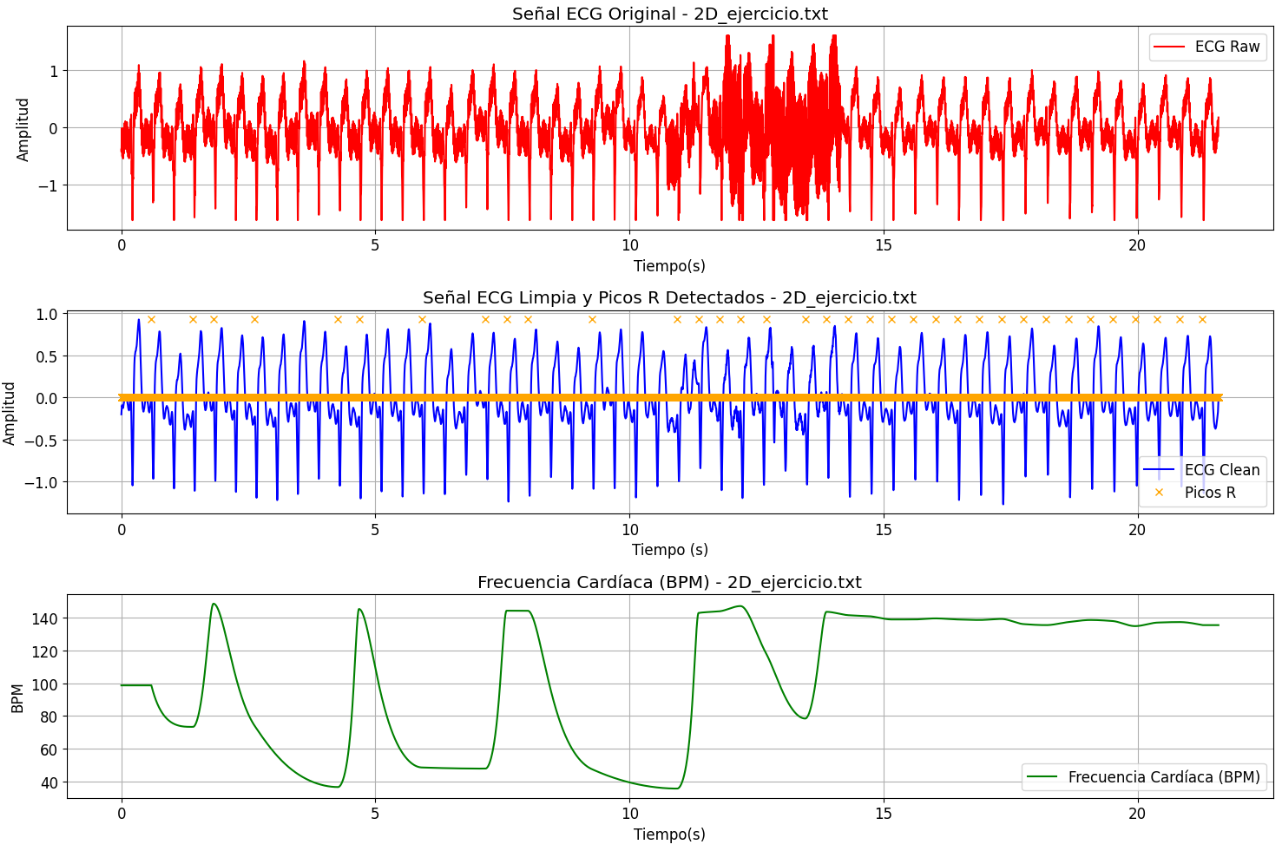 Señal ECG Original - 2D_ejercicio.txt
ECG Raw
1
0
−1
Amplitud
0 5 10 15 20
Tiempo(s)
Señal ECG Limpia y Picos R Detectados - 2D_ejercicio.txt
1.0
0.5
0.0
−0.5
−1.0
Amplitud
ECG Clean
Picos R
0 5 10 15 20
Tiempo (s)
Frecuencia Cardíaca (BPM) - 2D_ejercicio.txt
140
120
100
80
60
40
BPM
Frecuencia Cardíaca (BPM)
0 5 10 15 20
Tiempo(s)